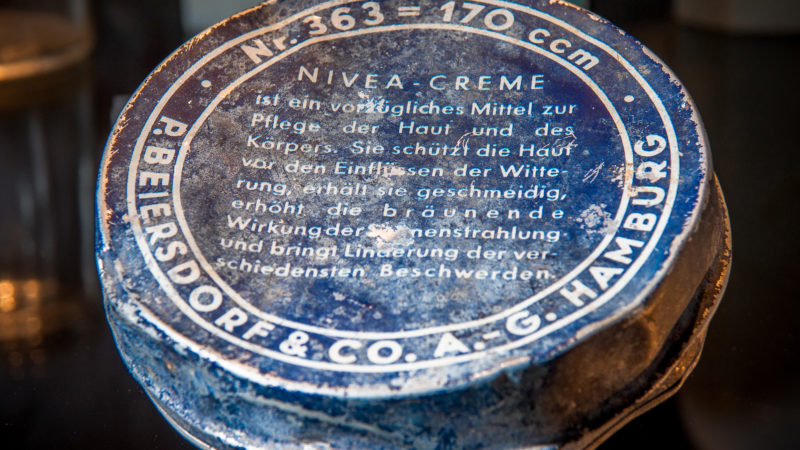 Nr. 363 = 170 ccm
NIVEA-CREME
ist ein vorzügliches Mittel zur
Pflege der Haut und des
Körpers. Sie schützt die Haut
vor den Einflüssen der Witte-
rung, erhält sie geschmeidig,
erhöht die bräunende
Wirkung der Sonnenstrahlung
und bringt Linderung der ver-
schiedensten Beschwerden.
P. BEIERSDORF & CO. A.-G. HAMBURG